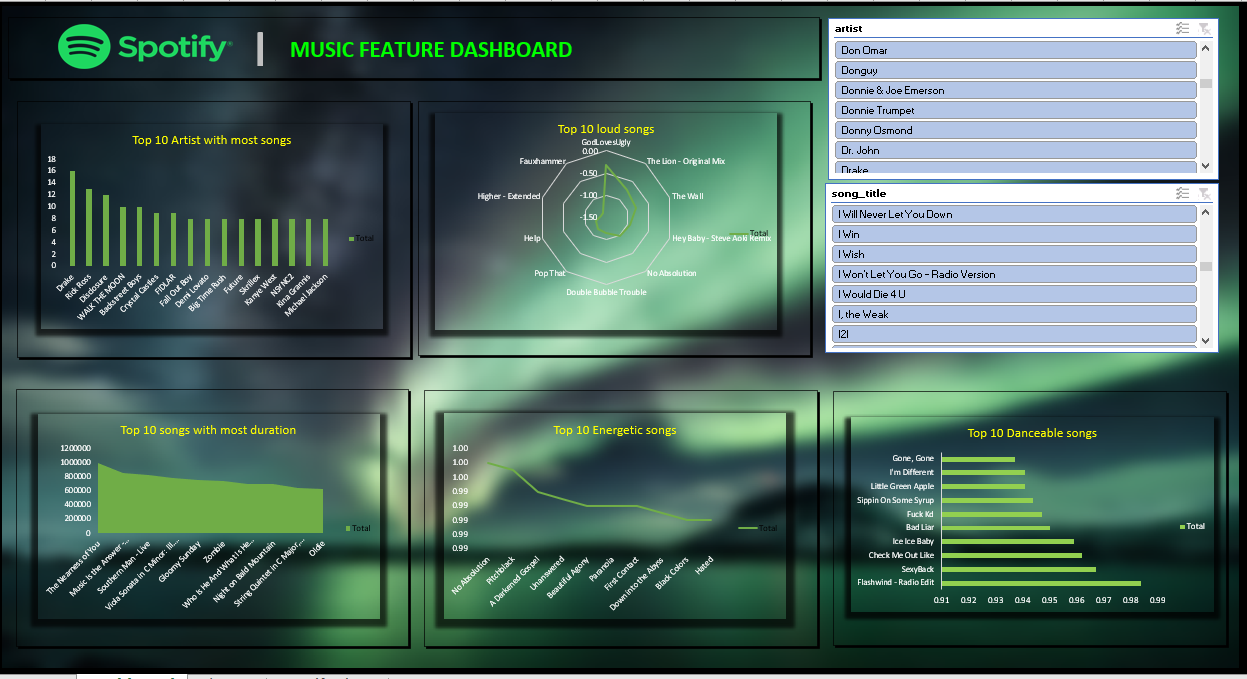 Spotify
MUSIC FEATURE DASHBOARD
artist
Don Omar
Donguy
Donnie & Joe Emerson
Donnie Trumpet
Donny Osmond
Dr. John
Drake
song_title
I Will Never Let You Down
I Win
I Wish
I Won't Let You Go - Radio Version
I Would Die 4 U
I, the Weak
I2I
Top 10 Artist with most songs
18
16
14
12
10
8
6
4
2
0
Drake
Rick Ross
Disclosure
WALK THE MOON
Backstreet Boys
Crystal Castles
FIDLAR
Fall Out Boy
Demi Lovato
Big Time Rush
Future
Skrillex
Kanye West
*NSYNC
Kina Grannis
Michael Jackson
Total
Top 10 loud songs
GodLovesUgly
The Lion - Original Mix
The Wall
Hey Baby - Steve Aoki Remix
No Absolution
Double Bubble Trouble
Pop That
Help
Higher - Extended
Fauxhammer
0.00
-0.50
-1.00
-1.50
Total
Top 10 songs with most duration
1200000
1000000
800000
600000
400000
200000
0
The Nearness of You
Music Is the Answer -...
Southern Man - Live
Viola Sonata in C Minor: III...
Gloomy Sunday
Zombie
Who Is He And What Is He...
Night on Bald Mountain
String Quintet in C Major...
Oldie
Total
Top 10 Energetic songs
1.00
1.00
1.00
0.99
0.99
0.99
0.99
0.99
No Absolution
Pitchblack
A Darkened Gospel
Unanswered
Beautiful Agony
Paranoia
First Contact
Down into the Abyss
Black Colors
Hated
Total
Top 10 Danceable songs
Gone, Gone
I'm Different
Little Green Apple
Sippin On Some Syrup
Fuck Kd
Bad Liar
Ice Ice Baby
Check Me Out Like
SexyBack
Flashwind - Radio Edit
0.91
0.92
0.93
0.94
0.95
0.96
0.97
0.98
0.99
Total